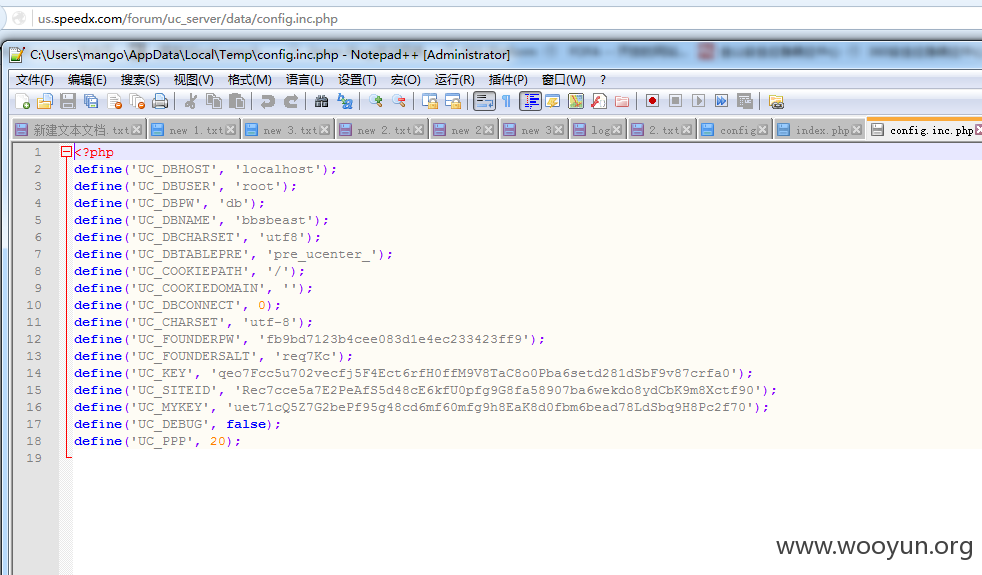 us.speedx.com/forum/uc_server/data/config.inc.php
C:\Users\mango\AppData\Local\Temp\config.inc.php - Notepad++ [Administrator]
文件(F) 编辑(E) 搜索(S) 视图(V) 格式(M) 语言(L) 设置(T) 宏(O) 运行(R) 插件(P) 窗口(W) ?
新建文本文档.txt new 1.txt new 3.txt new 2.txt new 2 new 3 log 2.txt config index.php config.inc.php
1 <?php
2 define('UC_DBHOST', 'localhost');
3 define('UC_DBUSER', 'root');
4 define('UC_DBPW', 'db');
5 define('UC_DBNAME', 'bbsbeast');
6 define('UC_DBCHARSET', 'utf8');
7 define('UC_DBTABLEPRE', 'pre_ucenter_');
8 define('UC_COOKIEPATH', '/');
9 define('UC_COOKIEDOMAIN', '');
10 define('UC_DBCONNECT', 0);
11 define('UC_CHARSET', 'utf-8');
12 define('UC_FOUNDERPW', 'fb9bd7123b4cee083d1e4ec233423ff9');
13 define('UC_FOUNDERSALT', 'req7Kc');
14 define('UC_KEY', 'qeo7Fcc5u702vecfj5F4Ect6rfH0ffM9V8TaC8o0Pba6setd281dSbF9v87crfa0');
15 define('UC_SITEID', 'Rec7cce5a7E2PeAfS5d48cE6kfU0pfg9G8fa58907ba6wekdo8ydCbK9m8Xctf90');
16 define('UC_MYKEY', 'uet71cQ5Z7G2bePf95g48cd6mf60mfg9h8EaK8d0fbm6bead78LdSbq9H8Pc2f70');
17 define('UC_DEBUG', false);
18 define('UC_PPP', 20);
19
www.wooyun.org